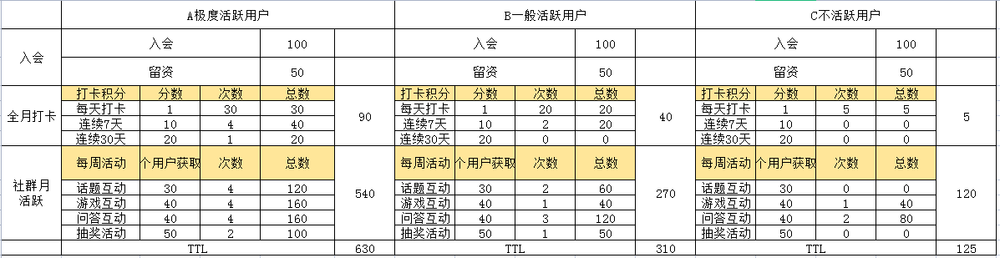 A极度活跃用户 B一般活跃用户 C不活跃用户
入会 入会 100 入会 100 入会 100
留资 50 留资 50 留资 50
全月打卡 打卡积分 分数 次数 总数 90 打卡积分 分数 次数 总数 40 打卡积分 分数 次数 总数 5
每天打卡 1 30 30 每天打卡 1 20 20 每天打卡 1 5 5
连续7天 10 4 40 连续7天 10 2 20 连续7天 10 0 0
连续30天 20 1 20 连续30天 20 0 0 连续30天 20 0 0
社群月活跃 每周活动 个用户获取 次数 总数 540 每周活动 个用户获取 次数 总数 270 每周活动 个用户获取 次数 总数 120
话题互动 30 4 120 话题互动 30 2 60 话题互动 30 0 0
游戏互动 40 4 160 游戏互动 40 1 40 游戏互动 40 1 40
问答互动 40 4 160 问答互动 40 3 120 问答互动 40 2 80
抽奖活动 50 2 100 抽奖活动 50 1 50 抽奖活动 50 0 0
TTL 630 TTL 310 TTL 125